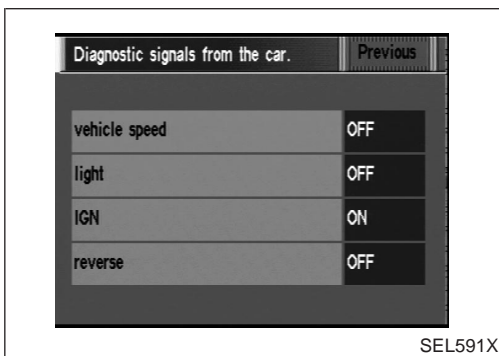 Diagnostic signals from the car. Previous
vehicle speed OFF
light OFF
IGN ON
reverse OFF
SEL591X